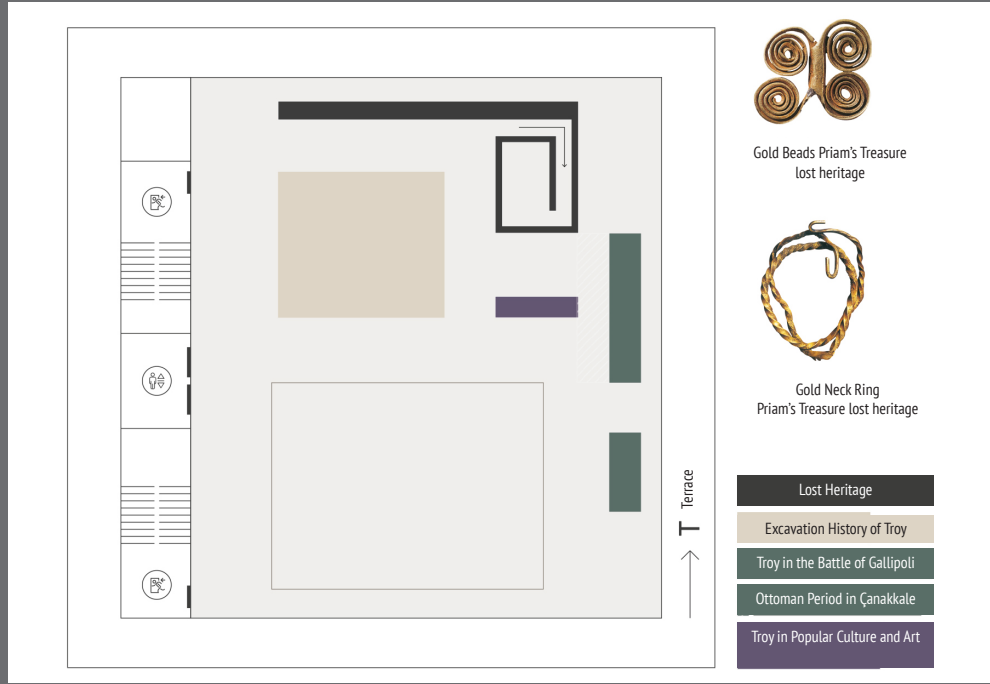 Gold Beads Priam's Treasure
lost heritage
Gold Neck Ring
Priam's Treasure lost heritage
T Terrace
Lost Heritage
Excavation History of Troy
Troy in the Battle of Gallipoli
Ottoman Period in Çanakkale
Troy in Popular Culture and Art